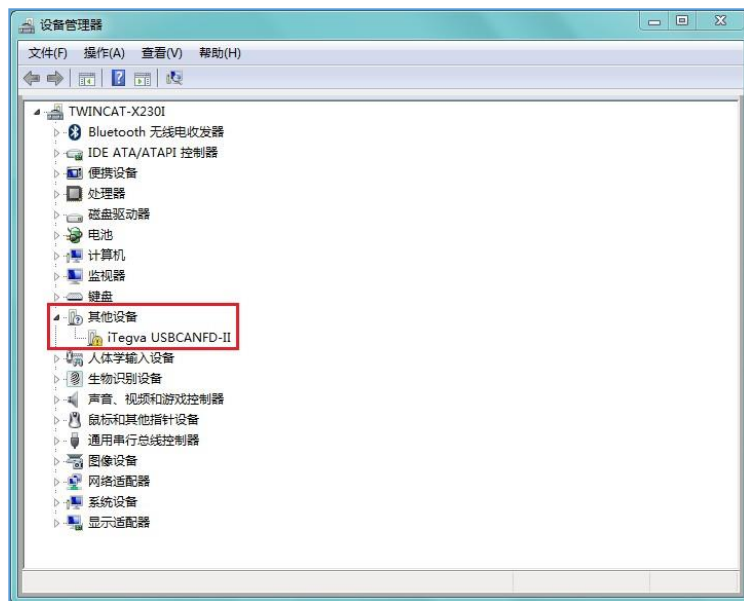 设备管理器
文件(F) 操作(A) 查看(V) 帮助(H)
TWINCAT-X230I
Bluetooth 无线电收发器
IDE ATA/ATAPI 控制器
便携设备
处理器
磁盘驱动器
电池
计算机
监视器
键盘
其他设备
iTegva USBCANFD-II
人体学输入设备
生物识别设备
声音、视频和游戏控制器
鼠标和其他指针设备
通用串行总线控制器
图像设备
网络适配器
系统设备
显示适配器